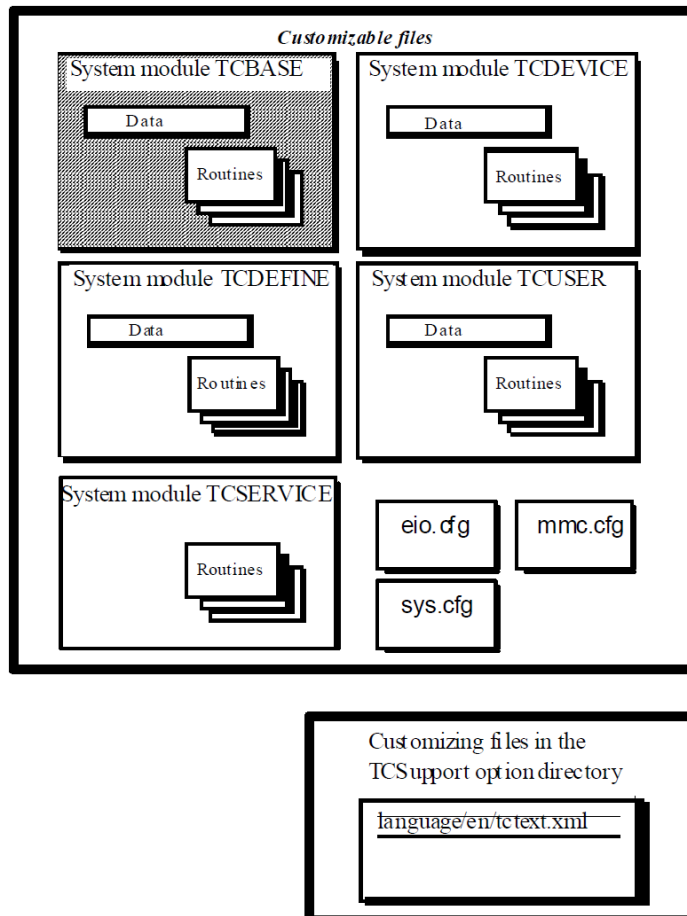 Customizable files
System module TCBASE
Data
Routines
System module TCDEVICE
Data
Routines
System module TCDEFINE
Data
Routines
System module TCUSER
Data
Routines
System module TCSERVICE
Routines
eio.cfg
mmc.cfg
sys.cfg
Customizing files in the
TCSupport option directory
language/en/tctext.xml